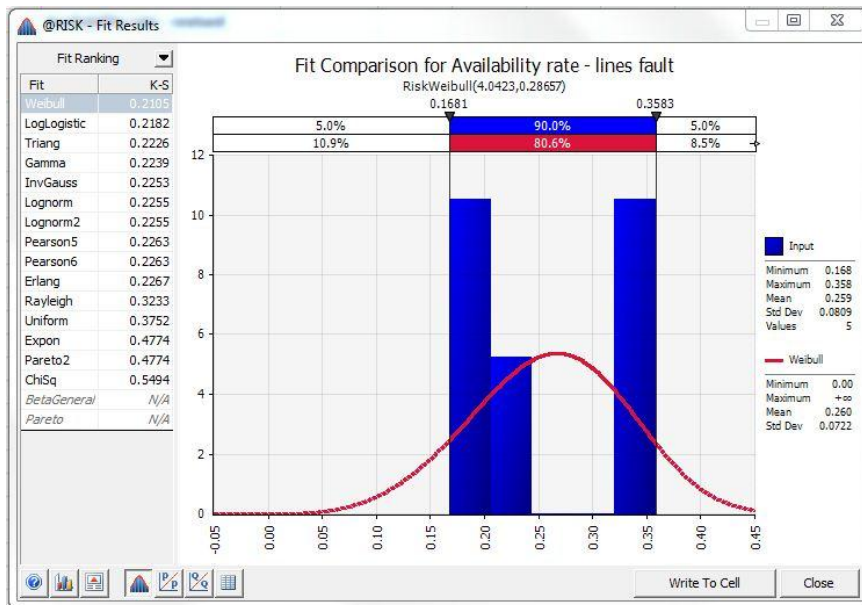 @RISK - Fit Results
Fit Ranking
Fit K-S
Weibull 0.2105
LogLogistic 0.2182
Triang 0.2226
Gamma 0.2239
InvGauss 0.2253
Lognorm 0.2255
Lognorm2 0.2255
Pearson5 0.2263
Pearson6 0.2263
Erlang 0.2267
Rayleigh 0.3233
Uniform 0.3752
Expon 0.4774
Pareto2 0.4774
ChiSq 0.5494
BetaGeneral N/A
Pareto N/A
Fit Comparison for Availability rate - lines fault
RiskWeibull(4.0423,0.28657)
0.1681 0.3583
5.0% 90.0% 5.0%
10.9% 80.6% 8.5%
12
10
8
6
4
2
0
-0.05 0.00 0.05 0.10 0.15 0.20 0.25 0.30 0.35 0.40 0.45
Input
Minimum 0.168
Maximum 0.358
Mean 0.259
Std Dev 0.0809
Values 5
Weibull
Minimum 0.00
Maximum +∞
Mean 0.260
Std Dev 0.0722
Write To Cell
Close